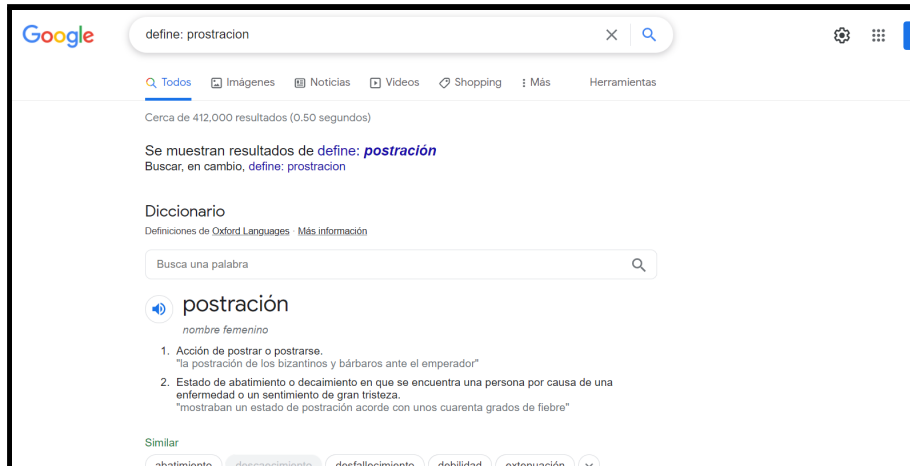 Google
define: prostracion
Todos Imágenes Noticias Videos Shopping Más Herramientas
Cerca de 412,000 resultados (0.50 segundos)
Se muestran resultados de define: postración
Buscar, en cambio, define: prostracion
Diccionario
Definiciones de Oxford Languages · Más información
Busca una palabra
postración
nombre femenino
1. Acción de postrar o postrarse.
"la postración de los bizantinos y bárbaros ante el emperador"
2. Estado de abatimiento o decaimiento en que se encuentra una persona por causa de una
enfermedad o un sentimiento de gran tristeza.
"mostraban un estado de postración acorde con unos cuarenta grados de fiebre"
Similar
abatimiento descaecimiento desfallecimiento debilidad extenuación